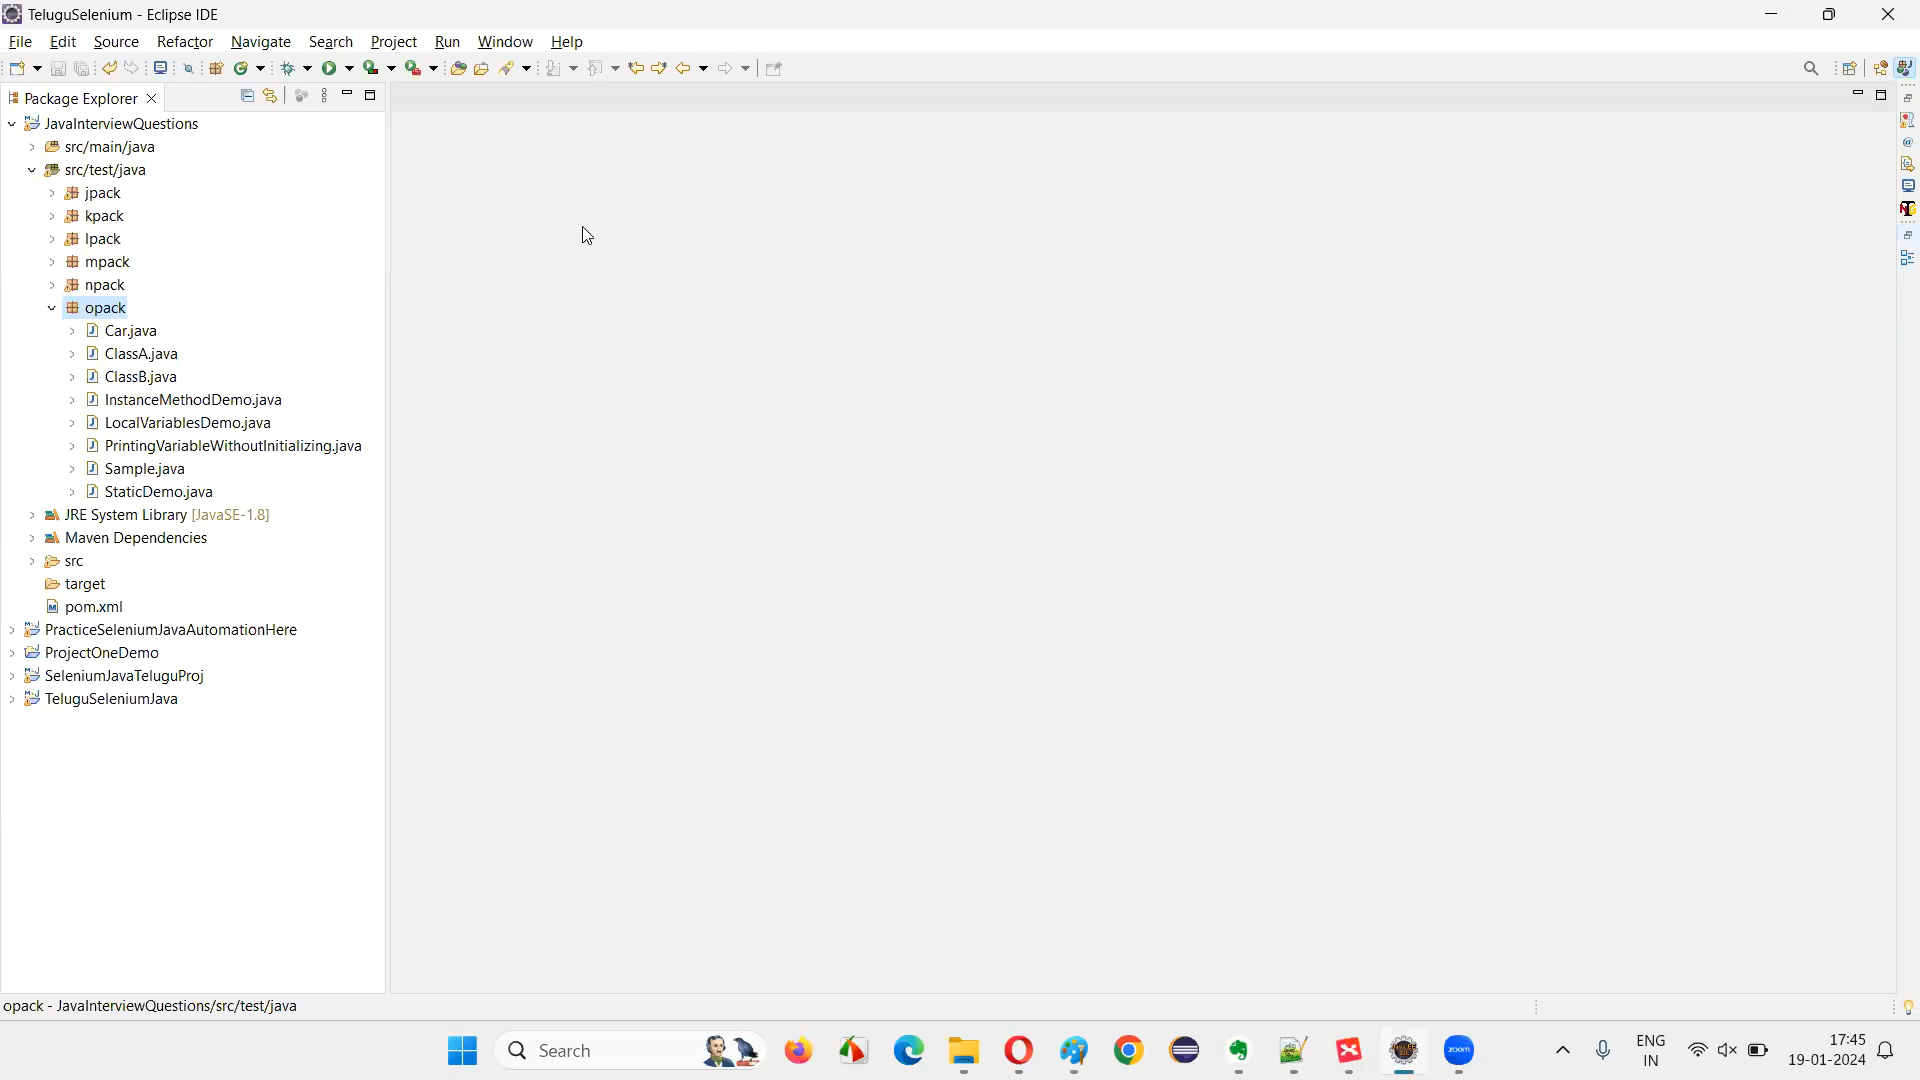 TeluguSelenium - Eclipse IDE
File Edit Source Refactor Navigate Search Project Run Window Help
Package Explorer
JavaInterviewQuestions
src/main/java
src/test/java
jpack
kpack
lpack
mpack
npack
opack
Car.java
ClassA.java
ClassB.java
InstanceMethodDemo.java
LocalVariablesDemo.java
PrintingVariableWithoutInitializing.java
Sample.java
StaticDemo.java
JRE System Library [JavaSE-1.8]
Maven Dependencies
src
target
pom.xml
PracticeSeleniumJavaAutomationHere
ProjectOneDemo
SeleniumJavaTeluguProj
TeluguSeleniumJava
opack - JavaInterviewQuestions/src/test/java
Search
zoom
ENG
IN
17:45
19-01-2024